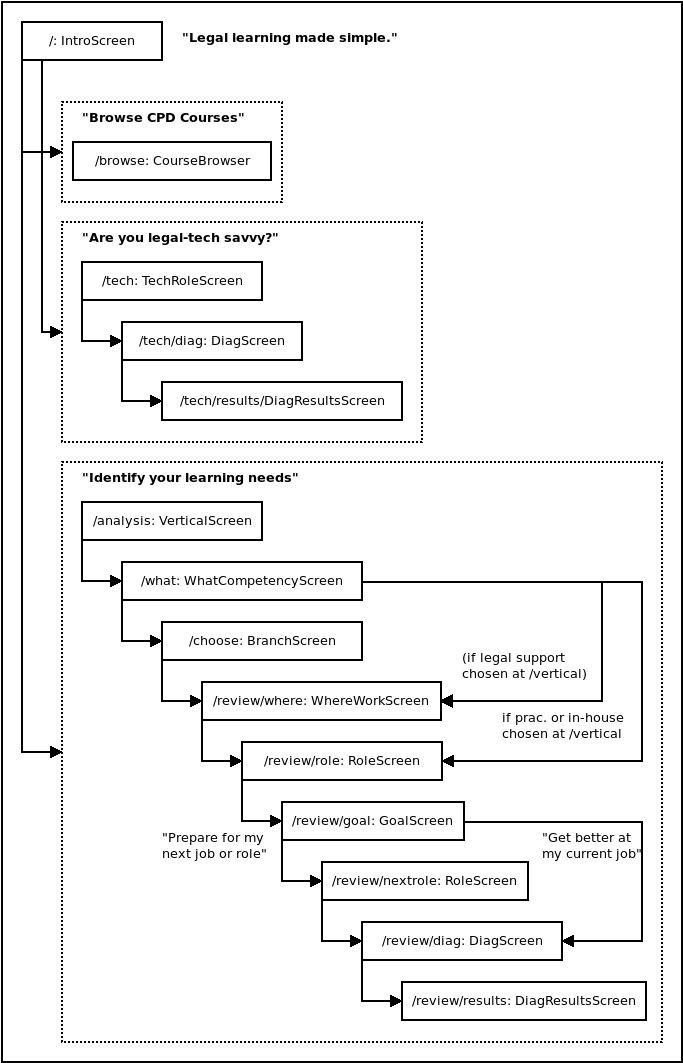 /: IntroScreen
"Legal learning made simple."
"Browse CPD Courses"
/browse: CourseBrowser
"Are you legal-tech savvy?"
/tech: TechRoleScreen
/tech/diag: DiagScreen
/tech/results/DiagResultsScreen
"Identify your learning needs"
/analysis: VerticalScreen
/what: WhatCompetencyScreen
/choose: BranchScreen
(if legal support
chosen at /vertical)
/review/where: WhereWorkScreen
if prac. or in-house
chosen at /vertical
/review/role: RoleScreen
/review/goal: GoalScreen
"Prepare for my
next job or role"
"Get better at
my current job"
/review/nextrole: RoleScreen
/review/diag: DiagScreen
/review/results: DiagResultsScreen